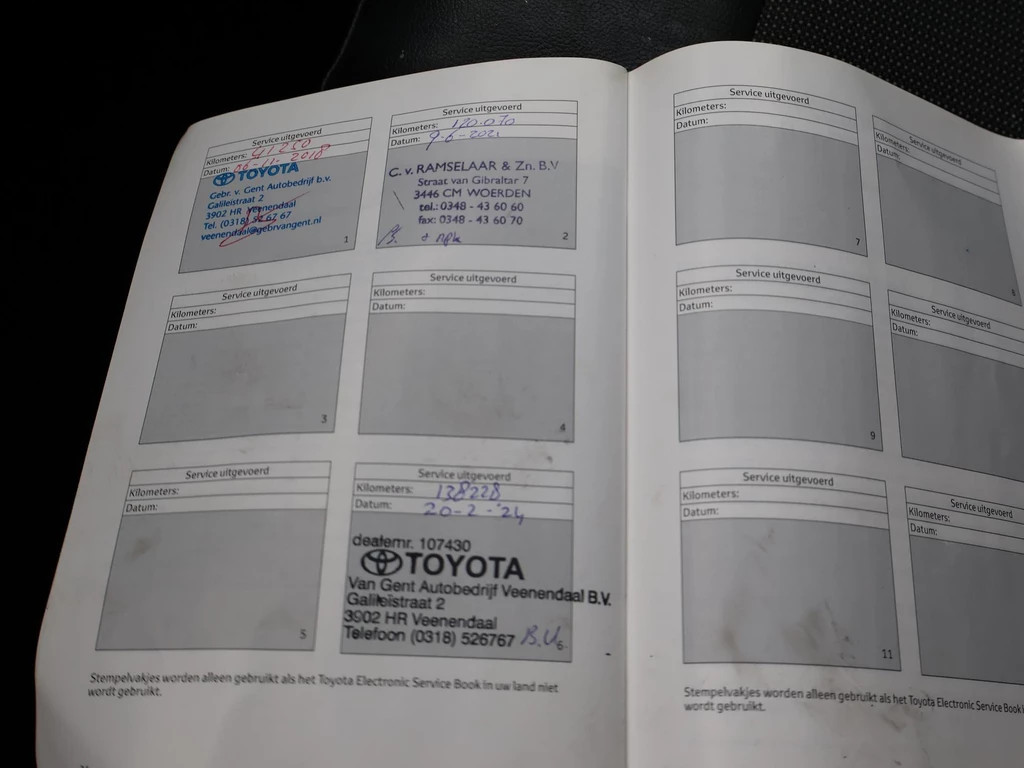 Service uitgevoerd
Kilometers: 91250
Datum: 26-11-2018
TOYOTA
Gebr. v. Gent Autobedrijf b.v.
Galileistraat 2
3902 HR Veenendaal
Tel. (0318) 52 67 67
veenendaal@gebrvangent.nl
1
Service uitgevoerd
Kilometers: 120.070
Datum: 9-6-2021
C. v. RAMSELAAR & Zn. B.V
Straat van Gibraltar 7
3446 CM WOERDEN
tel.: 0348 - 43 60 60
fax: 0348 - 43 60 70
2
Service uitgevoerd
Kilometers:
Datum:
3
Service uitgevoerd
Kilometers:
Datum:
4
Service uitgevoerd
Kilometers:
Datum:
5
Service uitgevoerd
Kilometers: 138228
Datum: 20-2-'24
dealernr. 107430
TOYOTA
Van Gent Autobedrijf Veenendaal B.V.
Galileistraat 2
3902 HR Veenendaal
Telefoon (0318) 526767
Stempelvakjes worden alleen gebruikt als het Toyota Electronic Service Book in uw land niet
wordt gebruikt.
Service uitgevoerd
Kilometers:
Datum:
7
Service uitgevoerd
Kilometers:
Datum:
8
Service uitgevoerd
Kilometers:
Datum:
9
Service uitgevoerd
Kilometers:
Datum:
Service uitgevoerd
Kilometers:
Datum:
11
Service uitgevoerd
Kilometers:
Datum:
Stempelvakjes worden alleen gebruikt als het Toyota Electronic Service Book
wordt gebruikt.